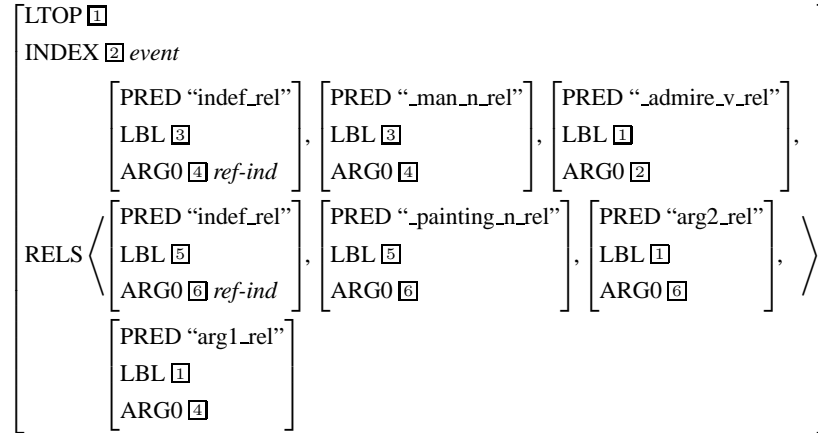 LTOP 1
INDEX 2 event
PRED “indef_rel” PRED “_man_n_rel” PRED “_admire_v_rel”
LBL 3 , LBL 3 , LBL 1 ,
ARG0 4 ref-ind ARG0 4 ARG0 2
PRED “indef_rel” PRED “_painting_n_rel” PRED “arg2_rel”
RELS ⟨ LBL 5 , LBL 5 , LBL 1 , ⟩
ARG0 6 ref-ind ARG0 6 ARG0 6
PRED “arg1_rel”
LBL 1
ARG0 4